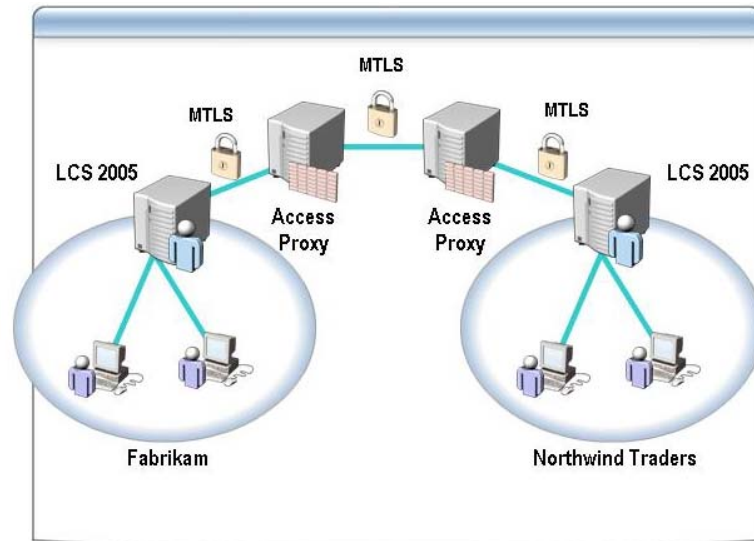 MTLS
MTLS
MTLS
LCS 2005
LCS 2005
Access
Proxy
Access
Proxy
Fabrikam
Northwind Traders